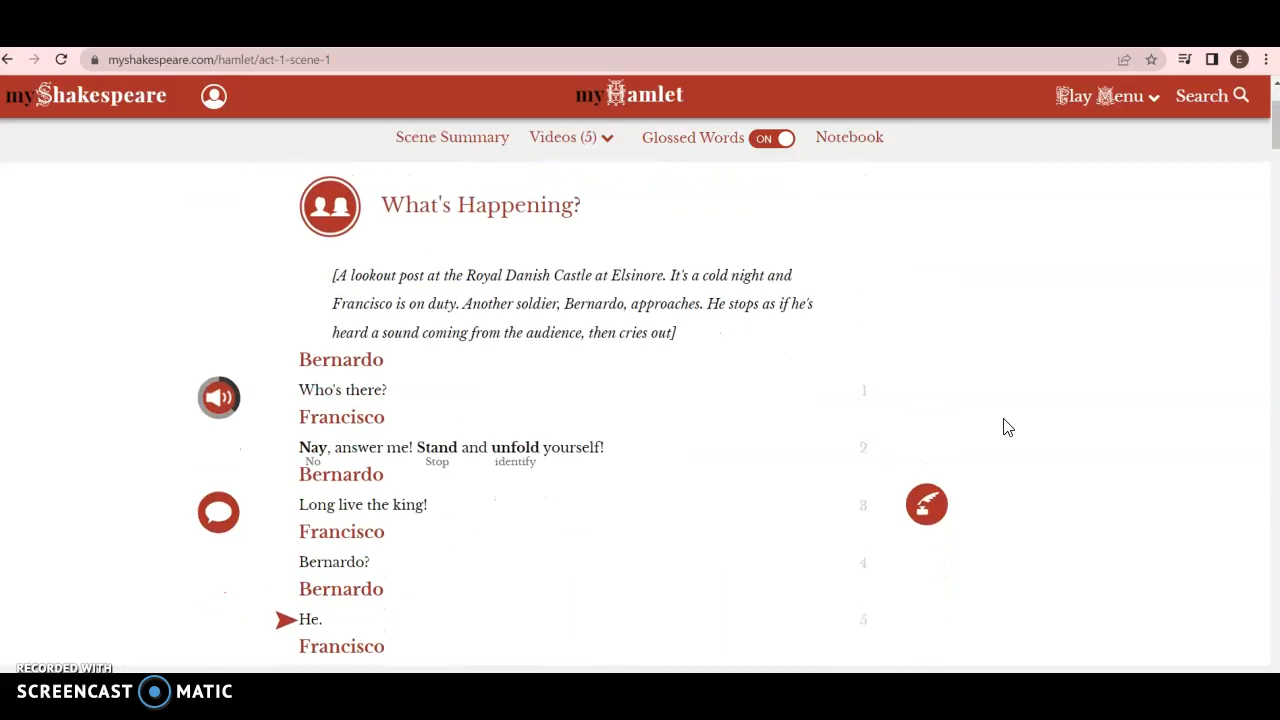 myshakespeare.com/hamlet/act-1-scene-1
E
myShakespeare
myHamlet
Play Menu
Search
Scene Summary
Videos (5)
Glossed Words
ON
Notebook
What's Happening?
[A lookout post at the Royal Danish Castle at Elsinore. It's a cold night and
Francisco is on duty. Another soldier, Bernardo, approaches. He stops as if he's
heard a sound coming from the audience, then cries out]
Bernardo
Who's there?
1
Francisco
Nay, answer me! Stand and unfold yourself!
2
No
Stop
identify
Bernardo
Long live the king!
3
Francisco
Bernardo?
4
Bernardo
He.
5
Francisco
RECORDED WITH
SCREENCAST MATIC